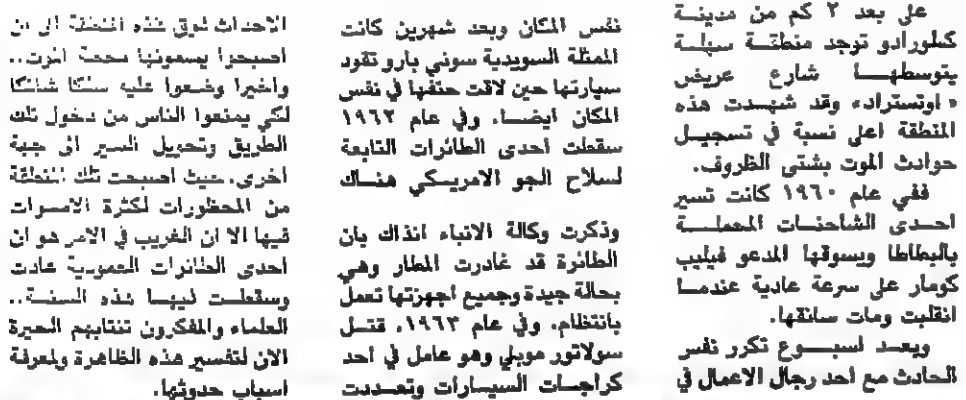 على بعد ٢ كم من مدينة
كلورادو توجد منطقة سهلة
يتوسطها شارع عريض
« اوتستراد» وقد شهدت هذه
المنطقة اعلى نسبة في تسجيل
حوادث الموت بشتى الظروف.
ففي عام ١٩٦٠ كانت تسير
احدى الشاحنات المحملة
بالبطاطا ويسوقها المدعو فيليب
كومار على سرعة عادية عندما
انقلبت ومات سائقها.
وبعد اسبوع تكرر نفس
الحادث مع احد رجال الاعمال في
نفس المكان وبعد شهرين كانت
الممثلة السويدية سوني بارو تقود
سيارتها حين لاقت حتفها في نفس
المكان ايضا. وفي عام ١٩٦٢
سقطت احدى الطائرات التابعة
لسلاح الجو الامريكي هناك
وذكرت وكالة الانباء انذاك بان
الطائرة قد غادرت المطار وهي
بحالة جيدة وجميع اجهزتها تعمل
بانتظام. وفي عام ١٩٦٣، قتل
سولاتور هوبلي وهو عامل في احد
كراجات السيارات وتعددت
الاحداث فوق هذه المنطقة الى ان
اصبحوا يسمونها محمة الموت..
واخيرا وضعوا عليه سلكا شائكا
لكي يمنعوا الناس من دخول تلك
الطريق وتحويل السير الى جهة
اخرى. حيث اصبحت تلك المنطقة
من المحظورات لكثرة الاموات
فيها الا ان الغريب في الامر هو ان
احدى الطائرات العمودية عادت
وسقطت فيها هذه السنة..
العلماء والمفكرون تنتابهم الحيرة
الان لتفسير هذه الظاهرة ولمعرفة
اسباب حدوثها.